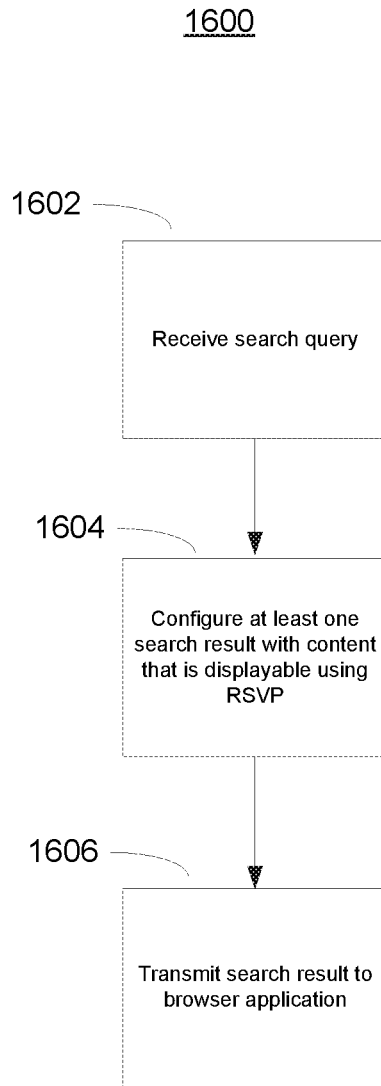 1600
1602
Receive search query
1604
Configure at least one
search result with content
that is displayable using
RSVP
1606
Transmit search result to
browser application